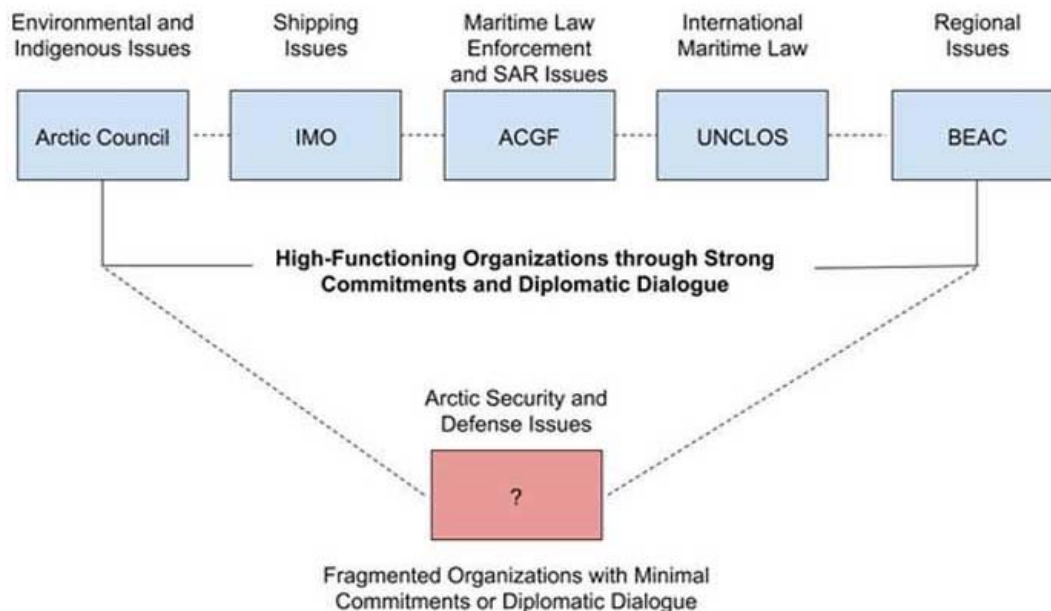 Environmental and
Indigenous Issues
Shipping
Issues
Maritime Law
Enforcement
and SAR Issues
International
Maritime Law
Regional
Issues
Arctic Council
IMO
ACGF
UNCLOS
BEAC
High-Functioning Organizations through Strong
Commitments and Diplomatic Dialogue
Arctic Security and
Defense Issues
?
Fragmented Organizations with Minimal
Commitments or Diplomatic Dialogue